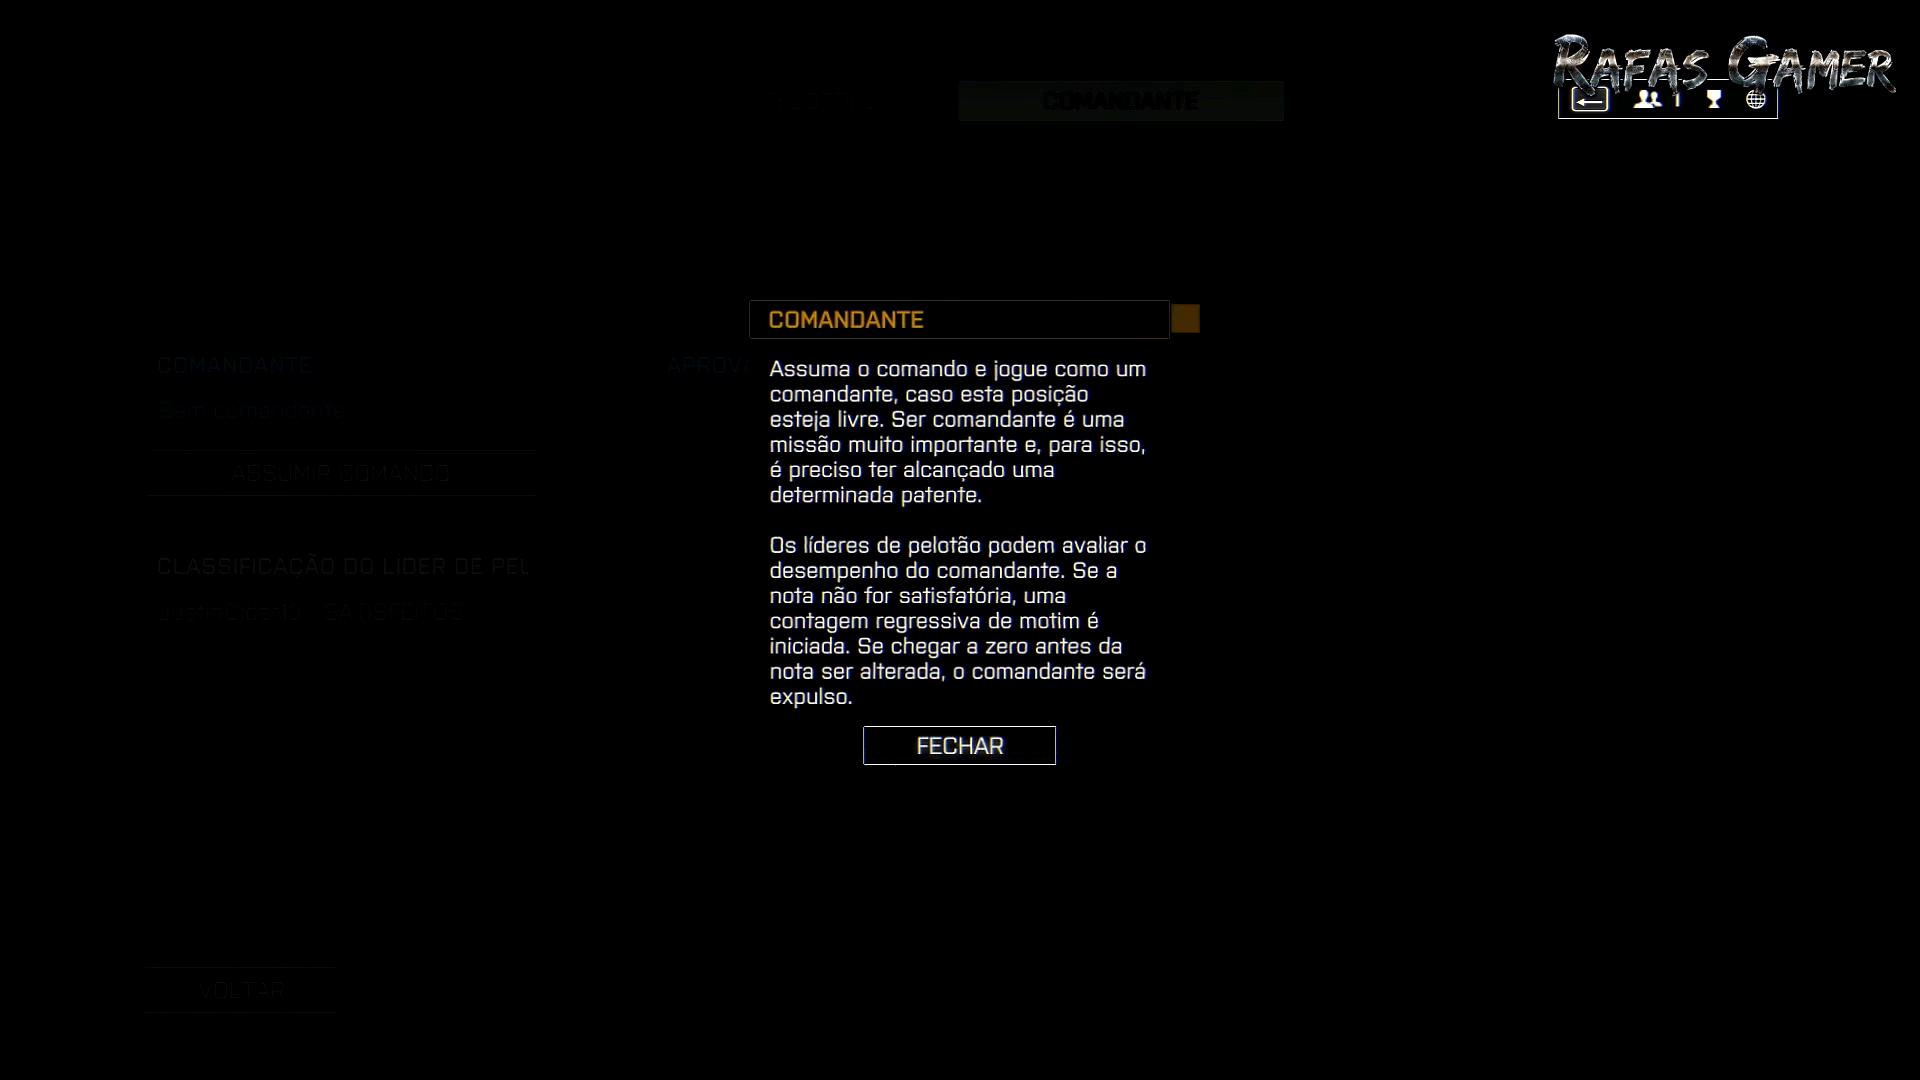 RAFAS GAMER
COMANDANTE
1
COMANDANTE
Assuma o comando e jogue como um
comandante, caso esta posição
esteja livre. Ser comandante é uma
missão muito importante e, para isso,
é preciso ter alcançado uma
determinada patente.
Os líderes de pelotão podem avaliar o
desempenho do comandante. Se a
nota não for satisfatória, uma
contagem regressiva de motim é
iniciada. Se chegar a zero antes da
nota ser alterada, o comandante será
expulso.
FECHAR
COMANDANTE
APROVA
Sem comandante
ASSUMIR COMANDO
CLASSIFICAÇÃO DO LÍDER DE PEL
SATISFEITOS
VOLTAR